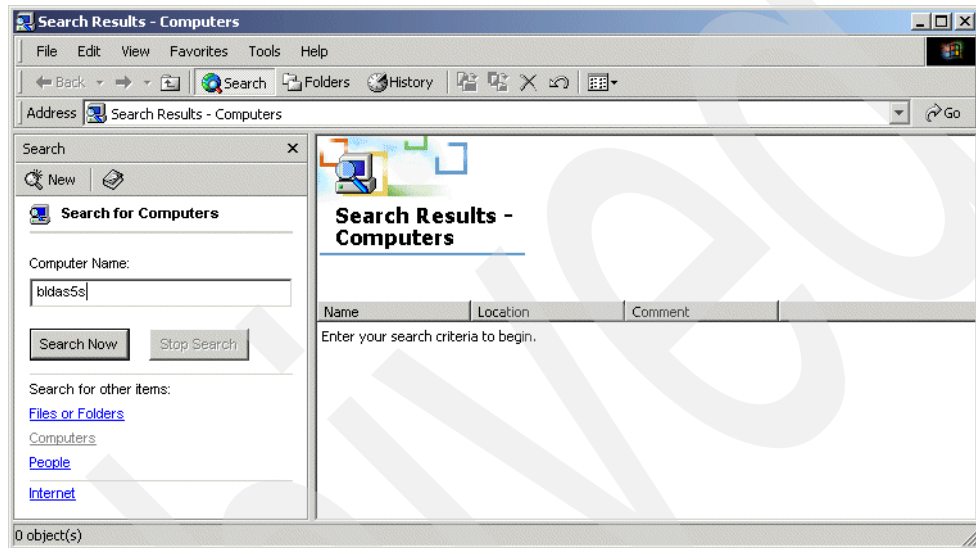 Search Results - Computers
File Edit View Favorites Tools Help
Back Search Folders History
Address Search Results - Computers Go
Search
New
Search for Computers
Computer Name:
bldas5s
Search Now Stop Search
Search for other items:
Files or Folders
Computers
People
Internet
Search Results -
Computers
Name Location Comment
Enter your search criteria to begin.
0 object(s)